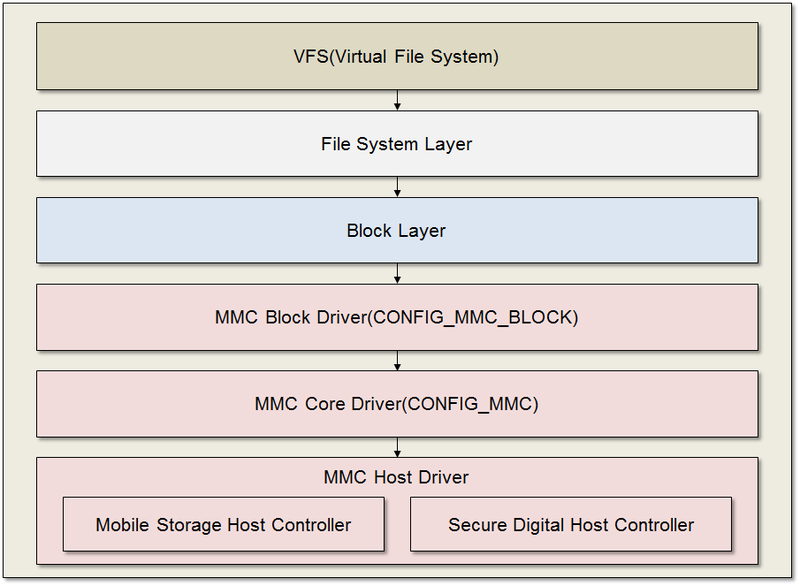 VFS(Virtual File System)
File System Layer
Block Layer
MMC Block Driver(CONFIG_MMC_BLOCK)
MMC Core Driver(CONFIG_MMC)
MMC Host Driver
Mobile Storage Host Controller
Secure Digital Host Controller